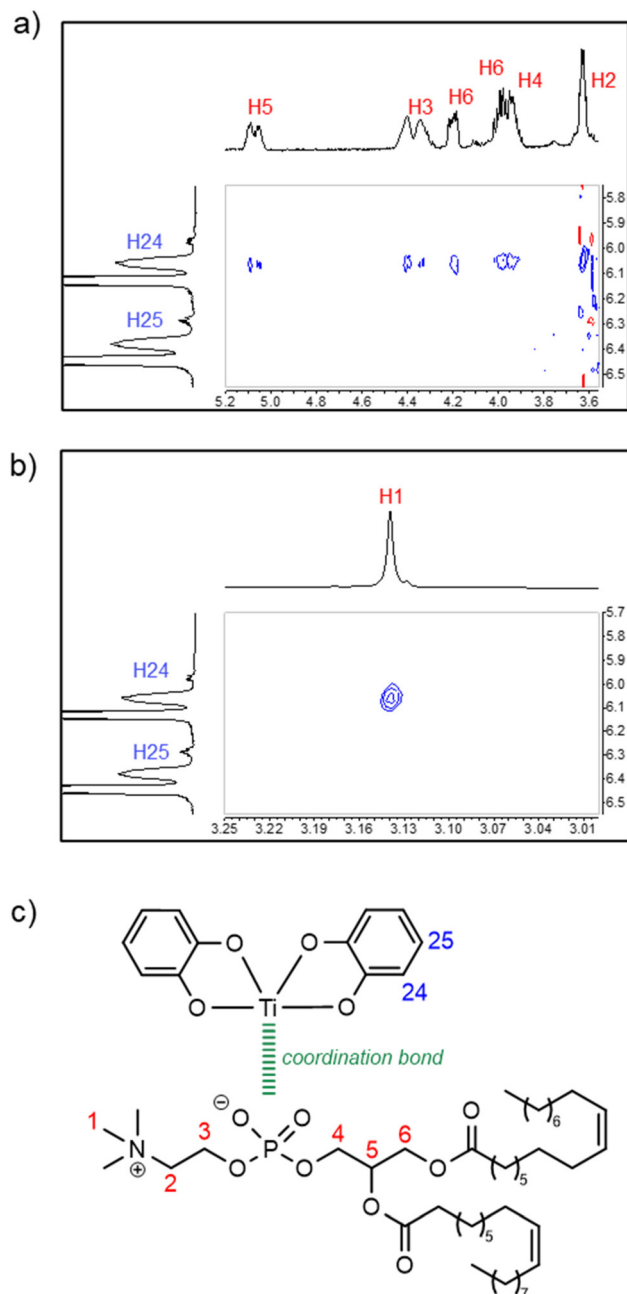 a)
H5
H3
H6
H6
H4
H2
H24
H25
5.8
5.9
6.0
6.1
6.2
6.3
6.4
6.5
5.2 5.0 4.4 4.2 4.0 3.8 3.6
b)
H1
H24
H25
5.7
5.8
5.9
6.0
6.1
6.2
6.3
6.4
6.5
3.25 3.22 3.19 3.16 3.13 3.10 3.07 3.04 3.01
c)
O O 25
O Ti O 24
coordination bond
⊖
O O
1 3 P 4 6 O
N O O 5 O
⊕ 2
O
O
6
5
5
7